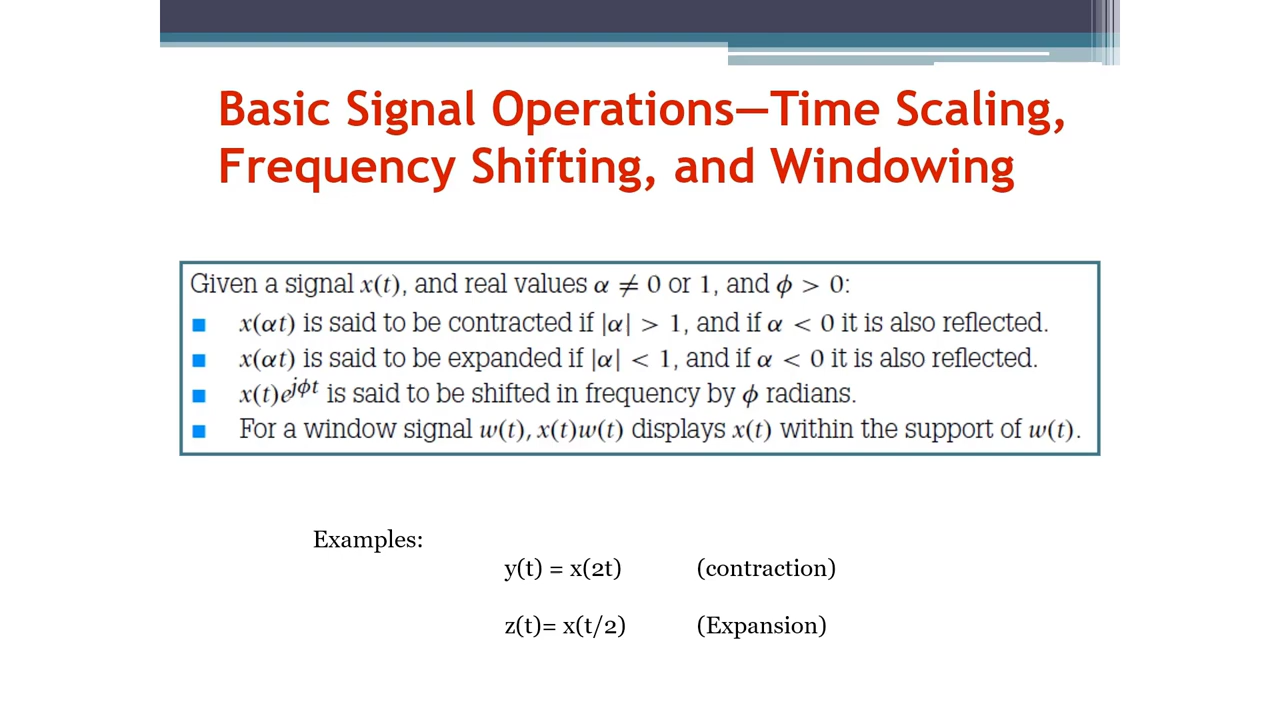 Basic Signal Operations—Time Scaling,
Frequency Shifting, and Windowing
Given a signal x(t), and real values α ≠ 0 or 1, and ϕ > 0:
■ x(αt) is said to be contracted if |α| > 1, and if α < 0 it is also reflected.
■ x(αt) is said to be expanded if |α| < 1, and if α < 0 it is also reflected.
■ x(t)e^{jϕt} is said to be shifted in frequency by ϕ radians.
■ For a window signal w(t), x(t)w(t) displays x(t) within the support of w(t).
Examples:
y(t) = x(2t) (contraction)
z(t)= x(t/2) (Expansion)